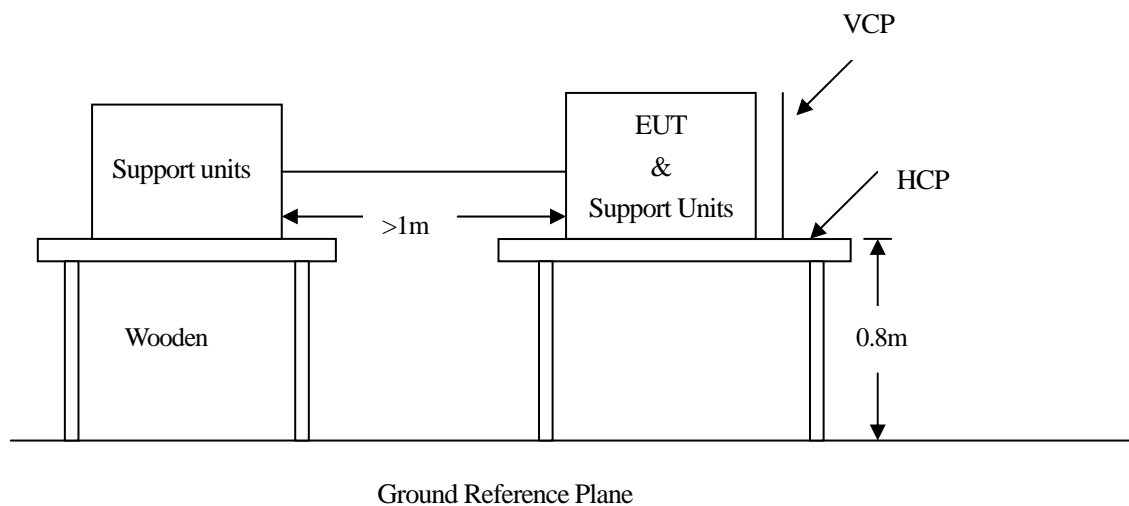 VCP
EUT
&
Support Units
Support units
HCP
>1m
Wooden
0.8m
Ground Reference Plane